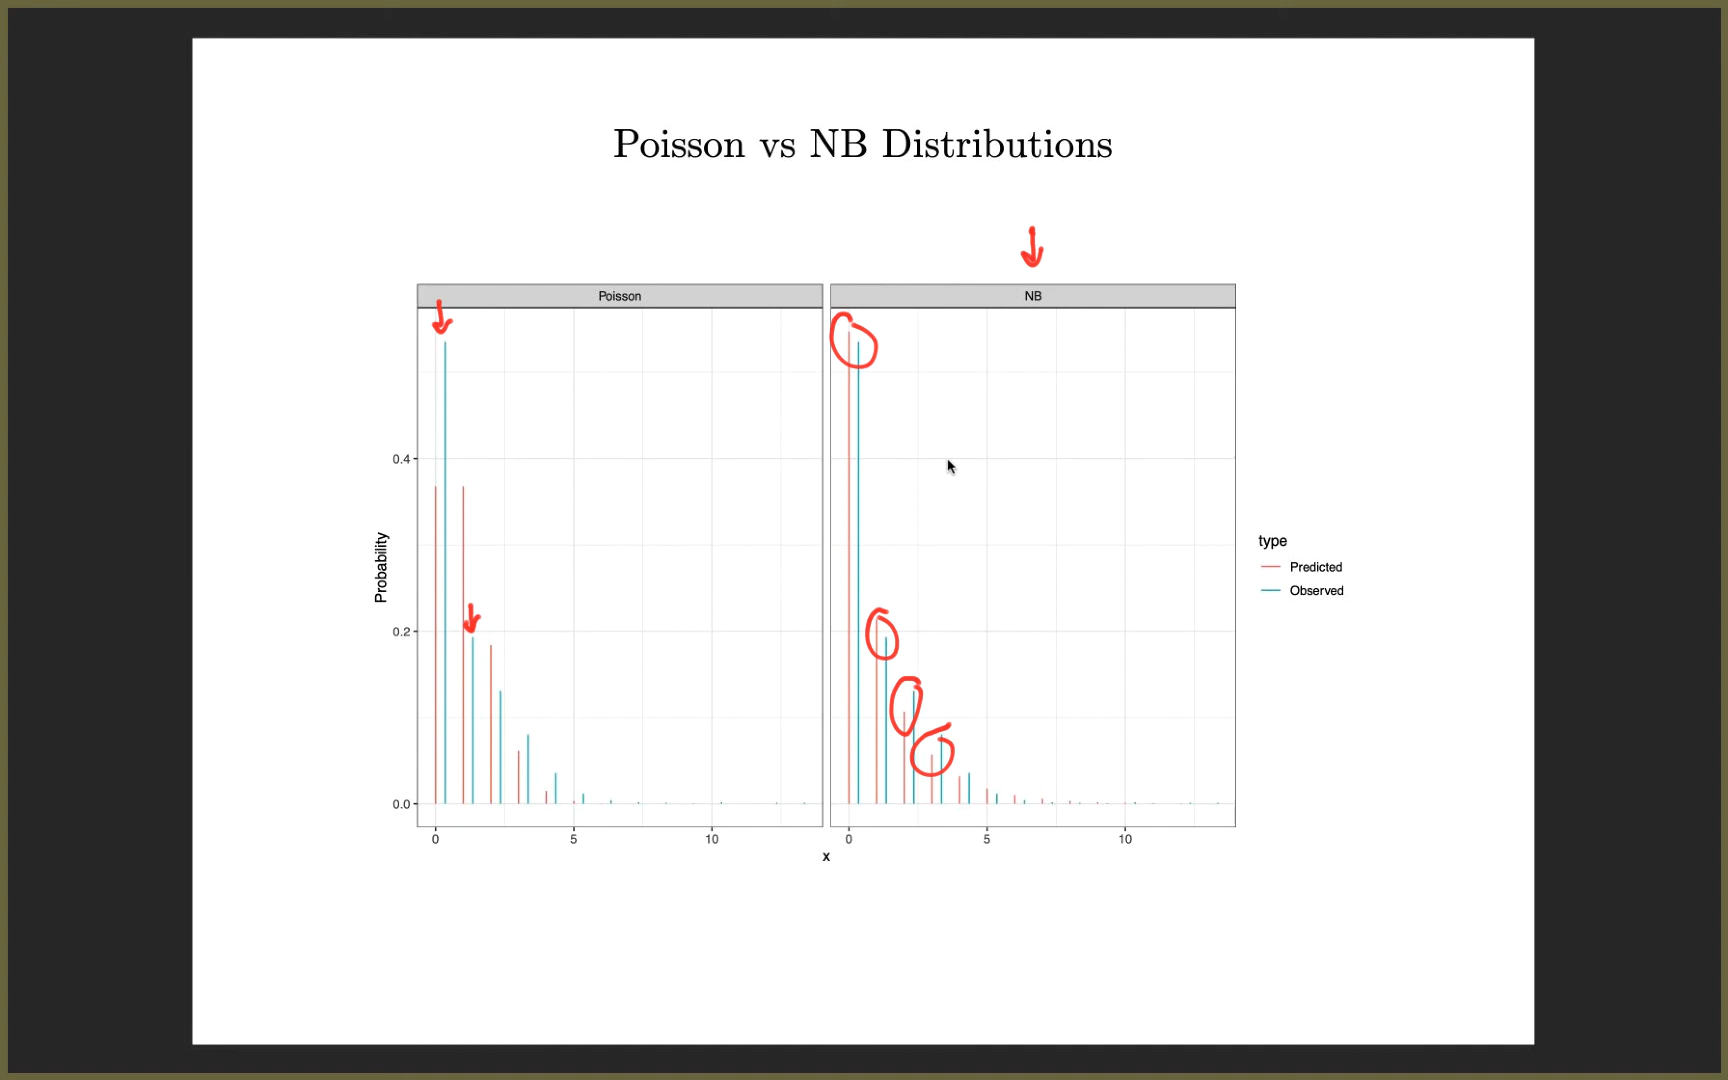 Poisson vs NB Distributions
Poisson
NB
0.4
0.2
0.0
Probability
0
5
10
0
5
10
x
type
Predicted
Observed